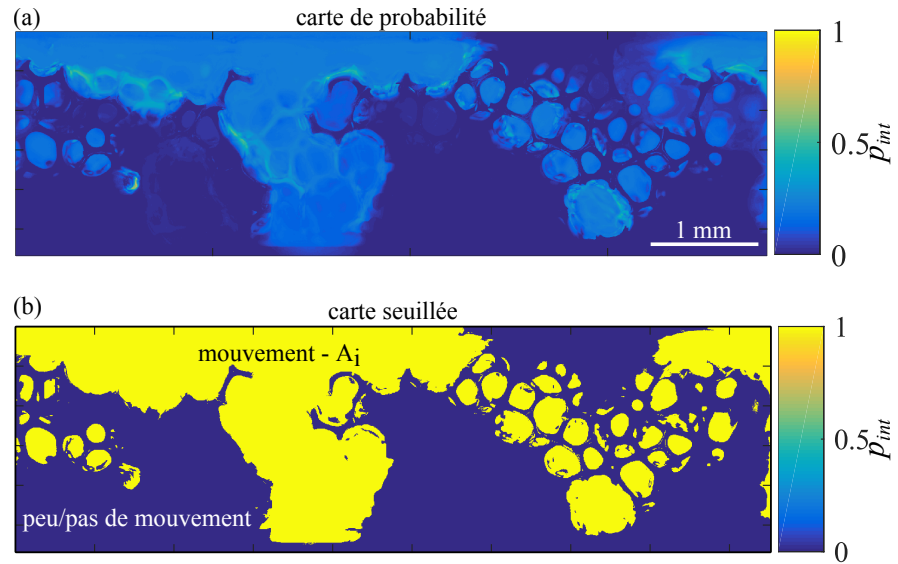 (a)
carte de probabilité
1
0.5
0
p_int
1 mm
(b)
carte seuillée
mouvement - A_i
peu/pas de mouvement
1
0.5
0
p_int